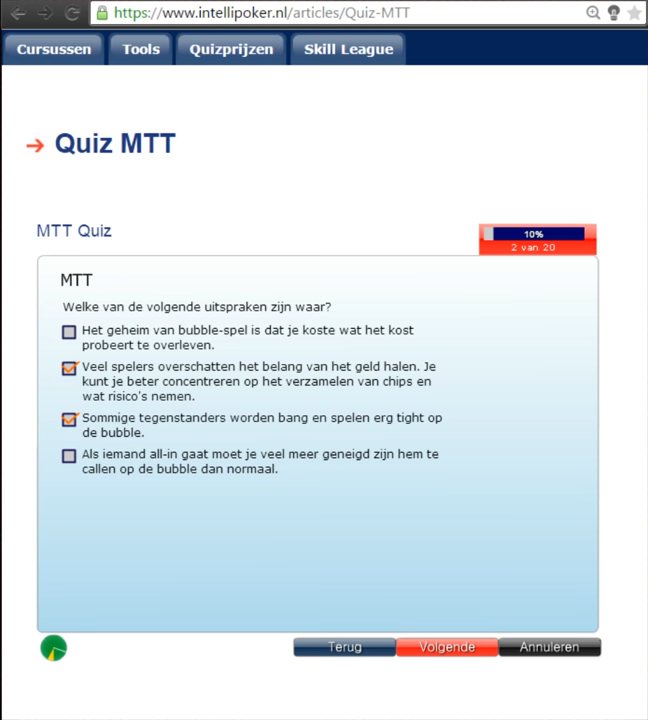 https://www.intellipoker.nl/articles/Quiz-MTT
Cursussen Tools Quizprijzen Skill League
Quiz MTT
MTT Quiz
10%
2 van 20
MTT
Welke van de volgende uitspraken zijn waar?
Het geheim van bubble-spel is dat je koste wat het kost
probeert te overleven.
Veel spelers overschatten het belang van het geld halen. Je
kunt je beter concentreren op het verzamelen van chips en
wat risico's nemen.
Sommige tegenstanders worden bang en spelen erg tight op
de bubble.
Als iemand all-in gaat moet je veel meer geneigd zijn hem te
callen op de bubble dan normaal.
Terug Volgende Annuleren